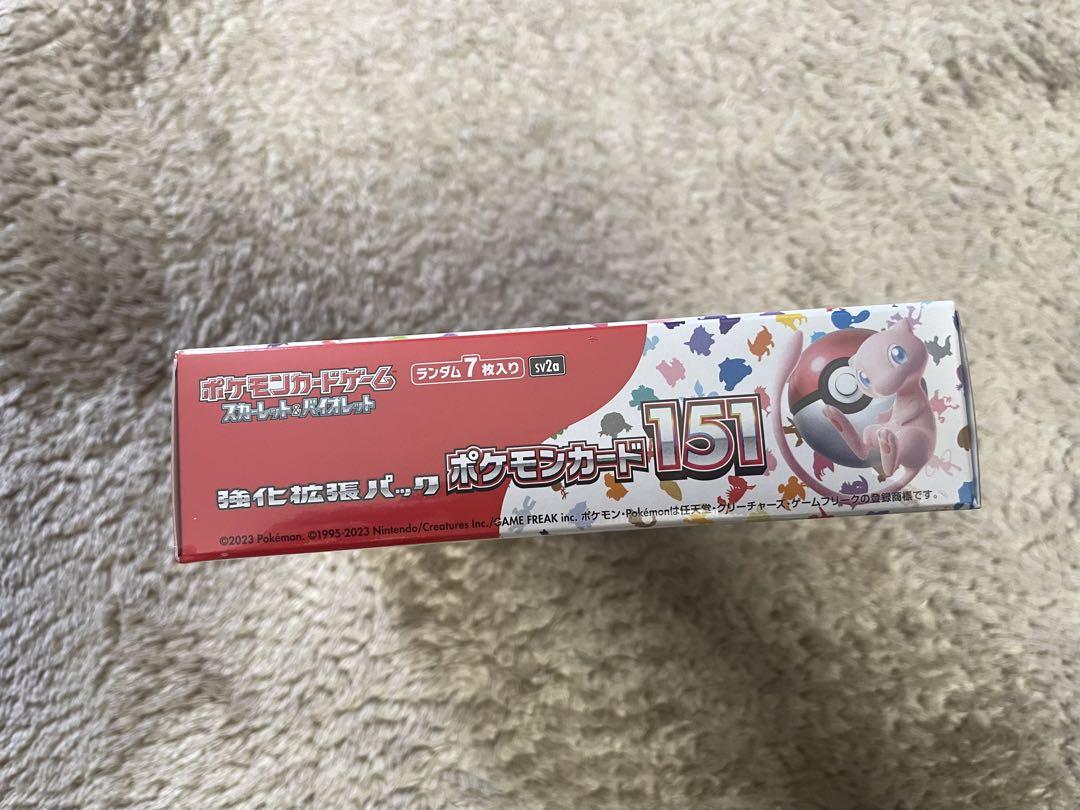 ポケモンカードゲーム
スカーレット&バイオレット
ランダム7枚入り
sv2a
強化拡張パック ポケモンカード151
©2023 Pokémon. ©1995-2023 Nintendo/Creatures Inc./GAME FREAK inc. ポケモン・Pokémonは任天堂・クリーチャーズ・ゲームフリークの登録商標です。